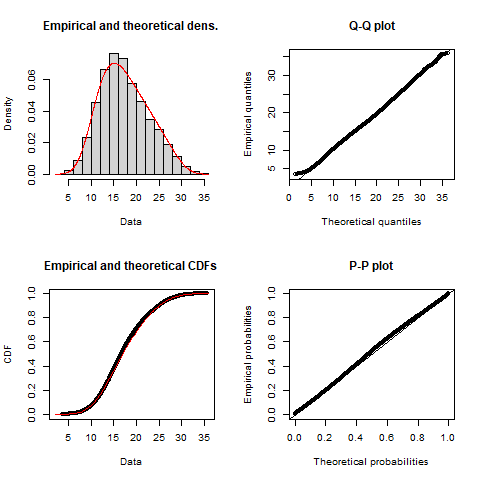 Empirical and theoretical dens.
Density
0.00 0.02 0.04 0.06
5 10 15 20 25 30 35
Data
Q-Q plot
Empirical quantiles
5 10 20 30
0 5 10 15 20 25 30 35
Theoretical quantiles
Empirical and theoretical CDFs
CDF
0.0 0.2 0.4 0.6 0.8 1.0
5 10 15 20 25 30 35
Data
P-P plot
Empirical probabilities
0.0 0.2 0.4 0.6 0.8 1.0
0.0 0.2 0.4 0.6 0.8 1.0
Theoretical probabilities